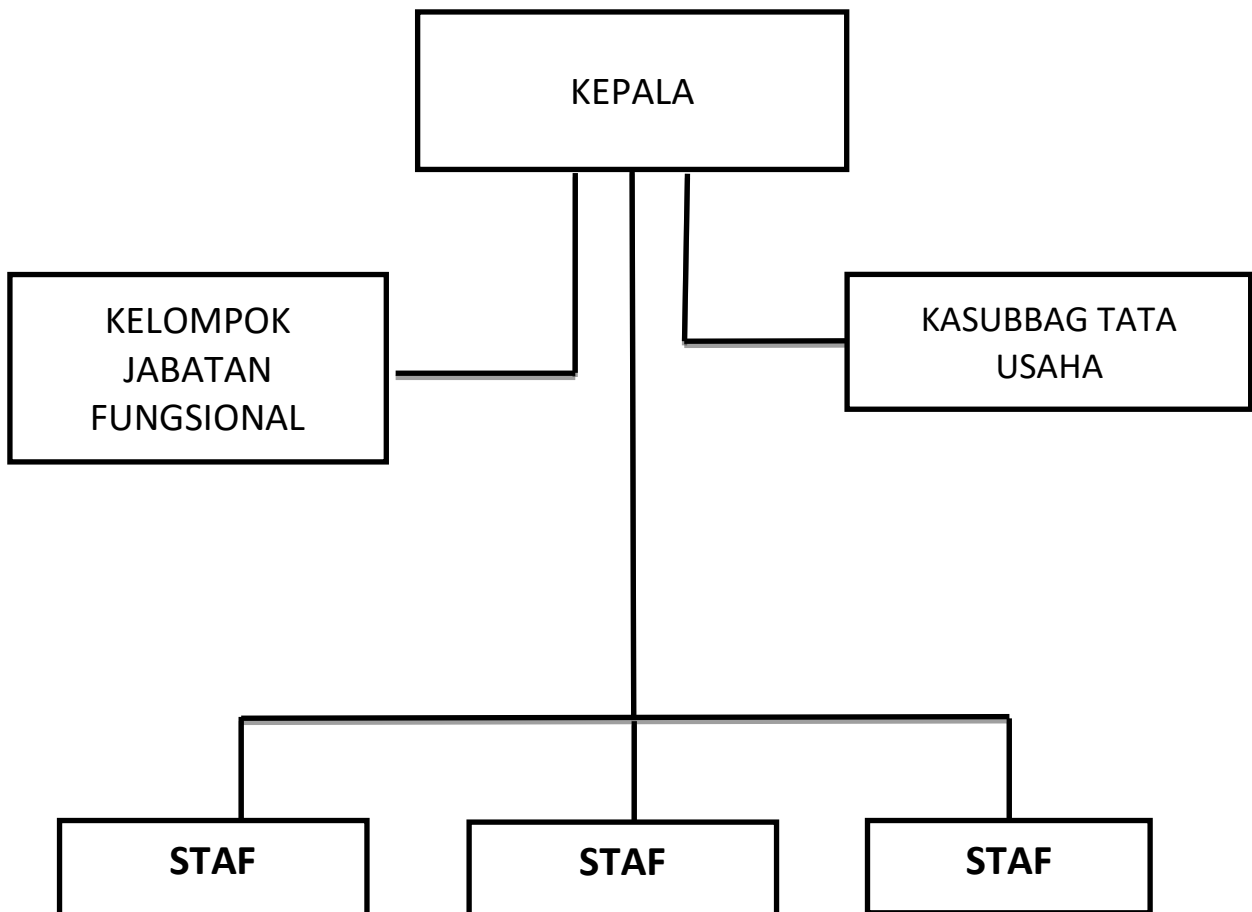 KEPALA
KELOMPOK
JABATAN
FUNGSIONAL
KASUBBAG TATA
USAHA
STAF
STAF
STAF